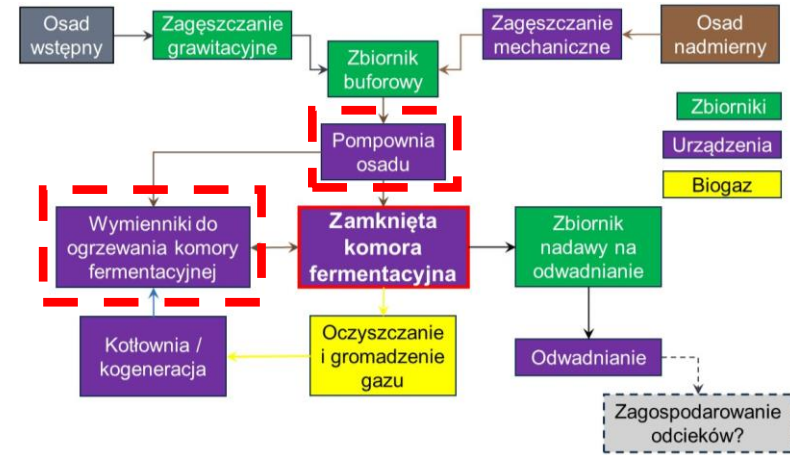 Osad
wstępny
Zagęszczanie
grawitacyjne
Zbiornik
buforowy
Zagęszczanie
mechaniczne
Osad
nadmierny
Zbiorniki
Urządzenia
Biogaz
Pompownia
osadu
Wymienniki do
ogrzewania komory
fermentacyjnej
Zamknięta
komora
fermentacyjna
Zbiornik
nadawy na
odwadnianie
Kotłownia /
kogeneracja
Oczyszczanie
i gromadzenie
gazu
Odwadnianie
Zagospodarowanie
odcieków?